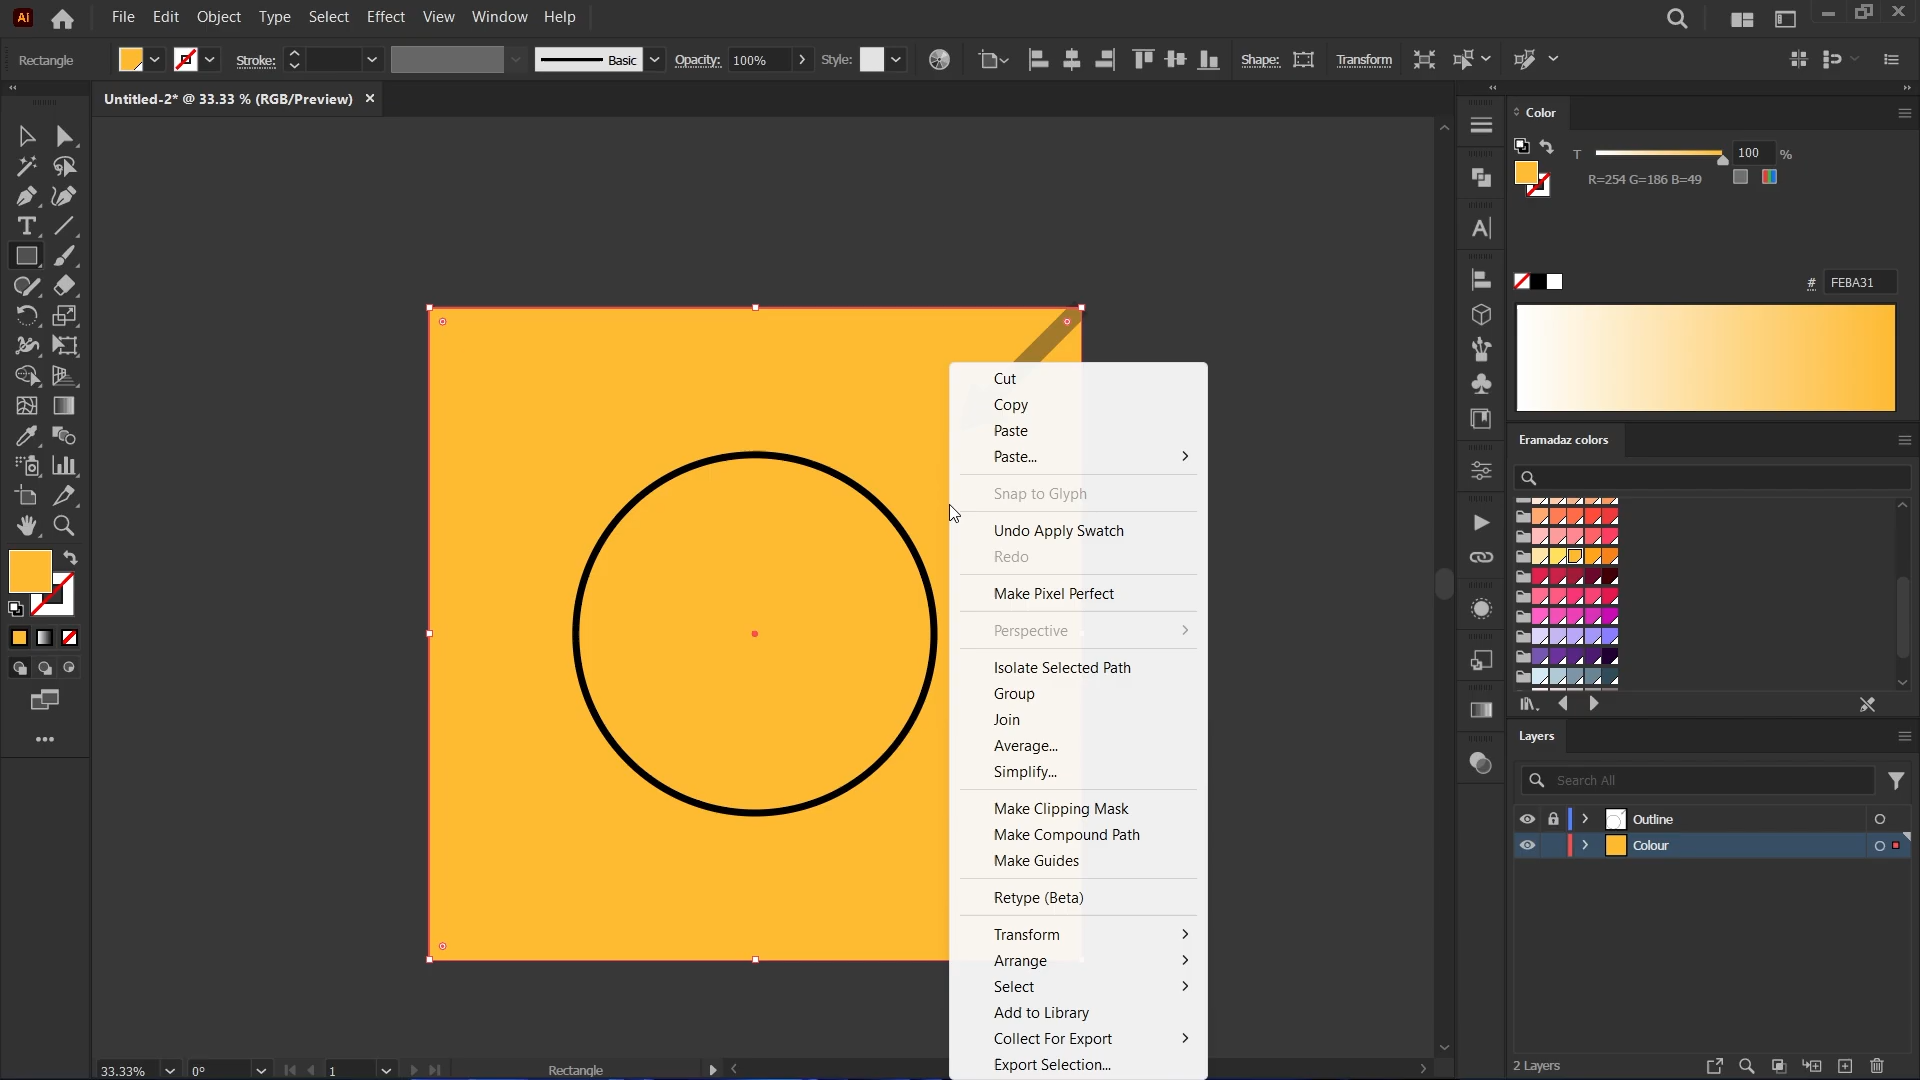 Ai File Edit Object Type Select Effect View Window Help
Rectangle Stroke: Basic Opacity: 100% Style: Shape: Transform
Untitled-2* @ 33.33 % (RGB/Preview)
Color
T 100 %
R=254 G=186 B=49
# FEBA31
Eramadaz colors
Cut
Copy
Paste
Paste...
Snap to Glyph
Undo Apply Swatch
Redo
Make Pixel Perfect
Perspective
Isolate Selected Path
Group
Join
Average...
Simplify...
Make Clipping Mask
Make Compound Path
Make Guides
Retype (Beta)
Transform
Arrange
Select
Add to Library
Collect For Export
Export Selection...
Layers
Search All
Outline
Colour
2 Layers
33.33% 0° 1 Rectangle